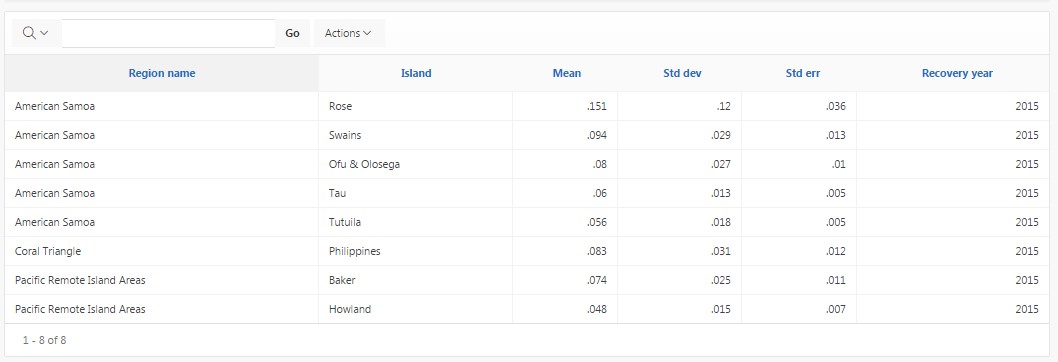 Go Actions
Region name Island Mean Std dev Std err Recovery year
American Samoa Rose .151 .12 .036 2015
American Samoa Swains .094 .029 .013 2015
American Samoa Ofu & Olosega .08 .027 .01 2015
American Samoa Tau .06 .013 .005 2015
American Samoa Tutuila .056 .018 .005 2015
Coral Triangle Philippines .083 .031 .012 2015
Pacific Remote Island Areas Baker .074 .025 .011 2015
Pacific Remote Island Areas Howland .048 .015 .007 2015
1 - 8 of 8